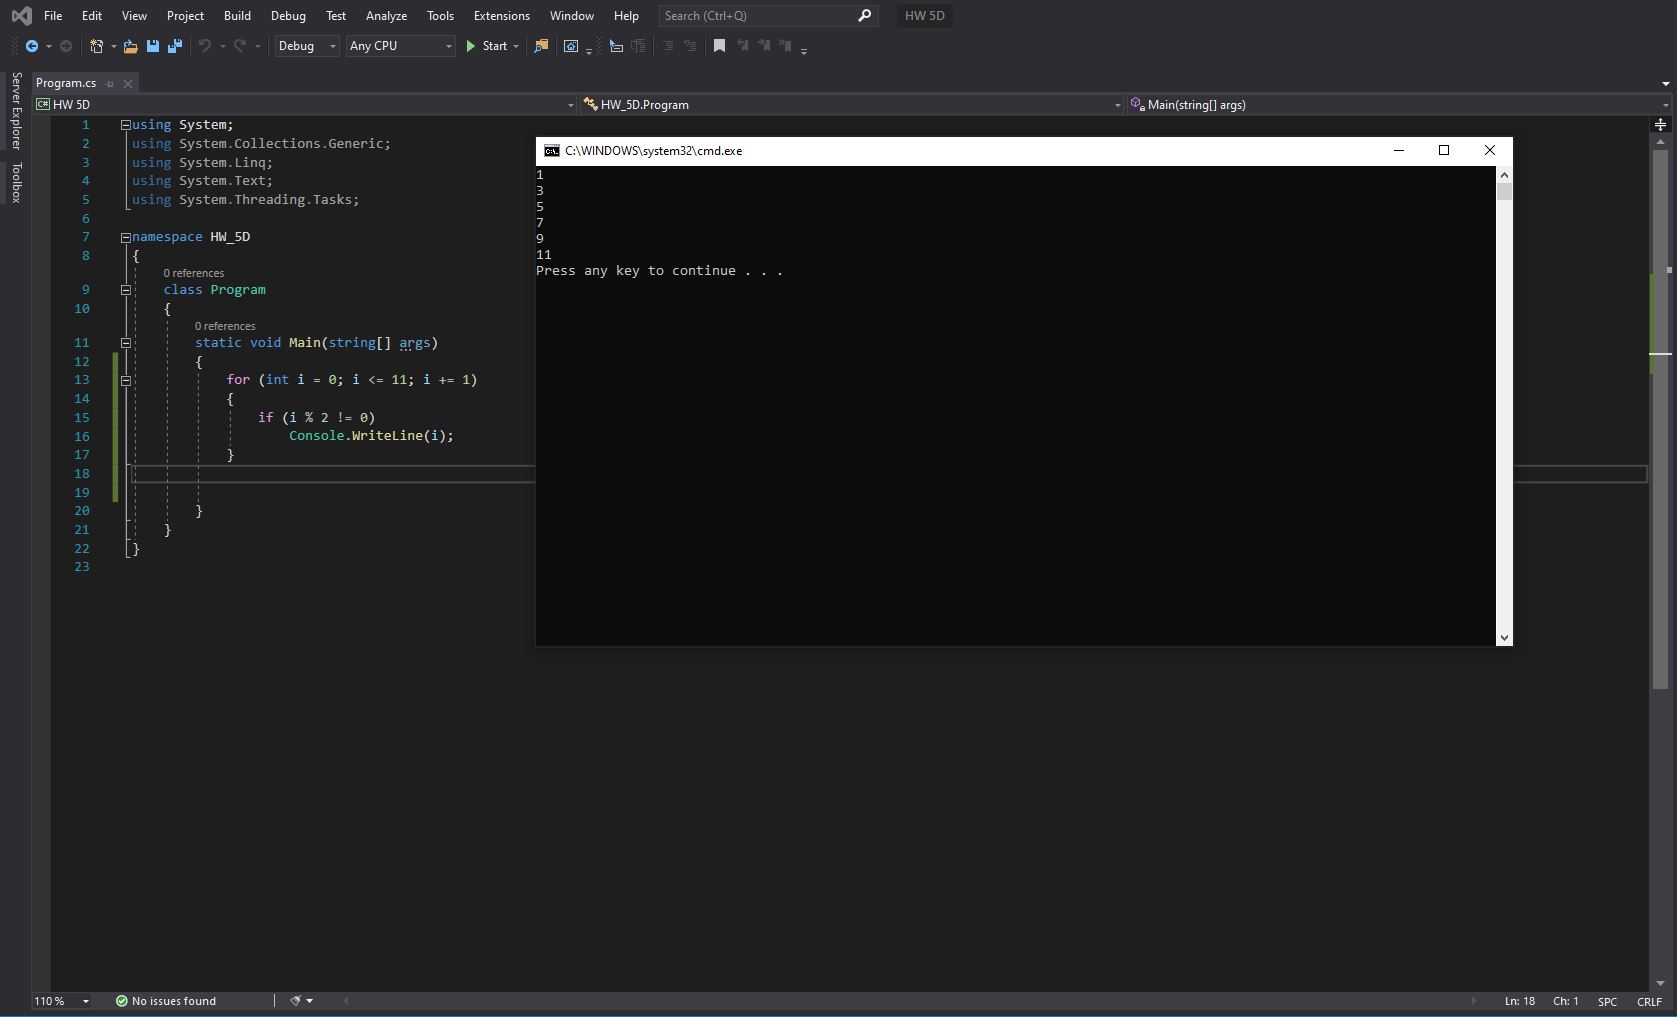 File Edit View Project Build Debug Test Analyze Tools Extensions Window Help Search (Ctrl+Q) HW 5D
Debug Any CPU Start
Server Explorer
Toolbox
Program.cs
C# HW 5D HW_5D.Program Main(string[] args)
1 using System;
2 using System.Collections.Generic;
3 using System.Linq;
4 using System.Text;
5 using System.Threading.Tasks;
6
7 namespace HW_5D
8 {
0 references
9 class Program
10 {
0 references
11 static void Main(string[] args)
12 {
13 for (int i = 0; i <= 11; i += 1)
14 {
15 if (i % 2 != 0)
16 Console.WriteLine(i);
17 }
18
19
20 }
21 }
22 }
23
C:\WINDOWS\system32\cmd.exe
1
3
5
7
9
11
Press any key to continue . . .
110 % No issues found Ln: 18 Ch: 1 SPC CRLF